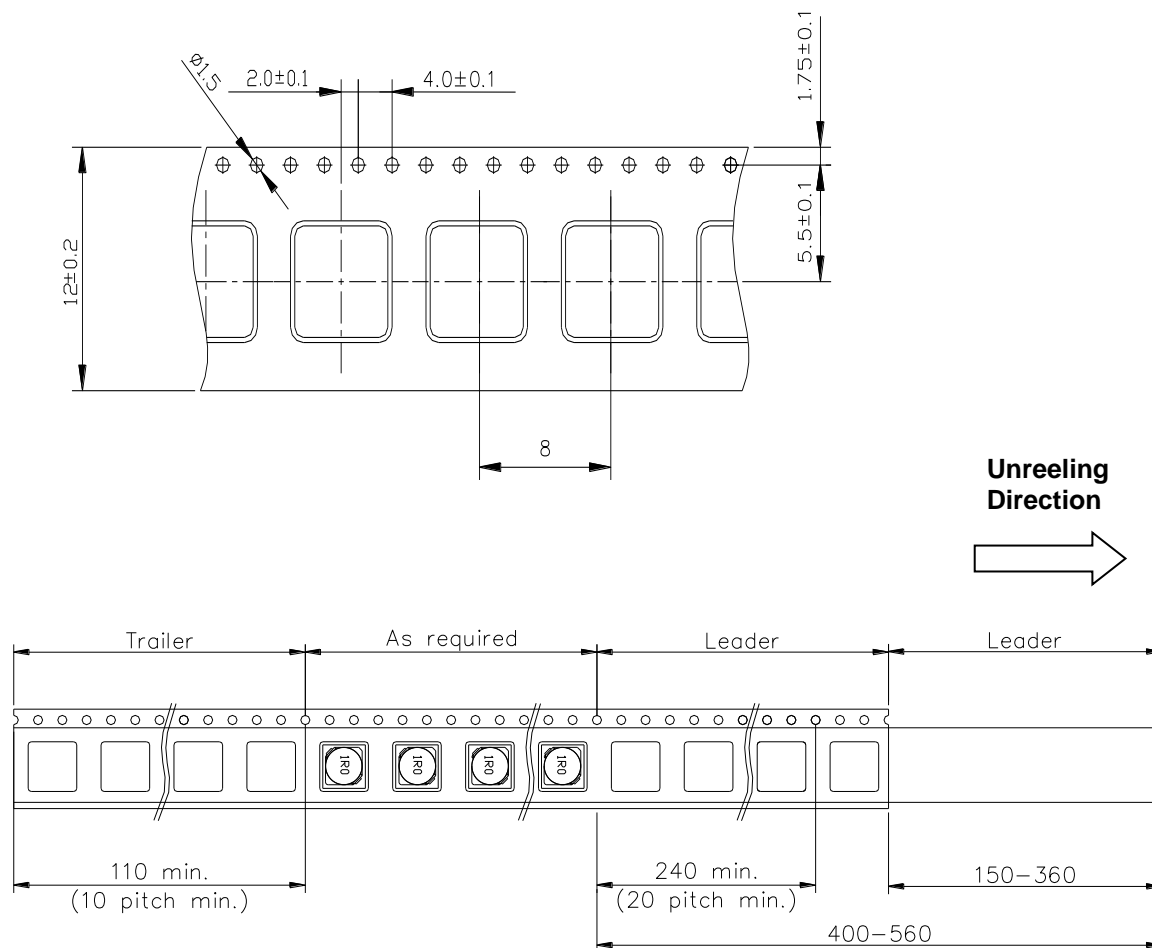 ø1.5
2.0±0.1
4.0±0.1
1.75±0.1
5.5±0.1
12±0.2
8
Unreeling
Direction
Trailer
As required
Leader
Leader
1R0
1R0
1R0
1R0
110 min.
(10 pitch min.)
240 min.
(20 pitch min.)
150-360
400-560